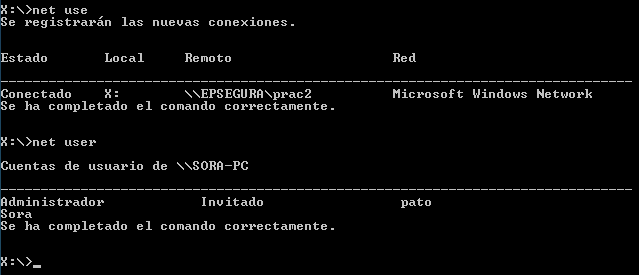 X:\>net use
Se registrarán las nuevas conexiones.
Estado Local Remoto Red
-------------------------------------------------------------------------------
Conectado X: \\EPSEGURA\prac2 Microsoft Windows Network
Se ha completado el comando correctamente.
X:\>net user
Cuentas de usuario de \\SORA-PC
-------------------------------------------------------------------------------
Administrador Invitado pato
Sora
Se ha completado el comando correctamente.
X:\>_